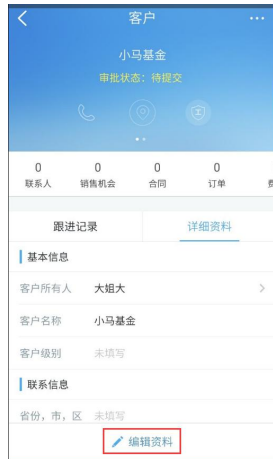 客户
小马基金
审批状态：待提交
0 0 0 0
联系人 销售机会 合同 订单
跟进记录 详细资料
基本信息
客户所有人 大姐大
客户名称 小马基金
客户级别 未填写
联系信息
省份，市，区 未填写
编辑资料